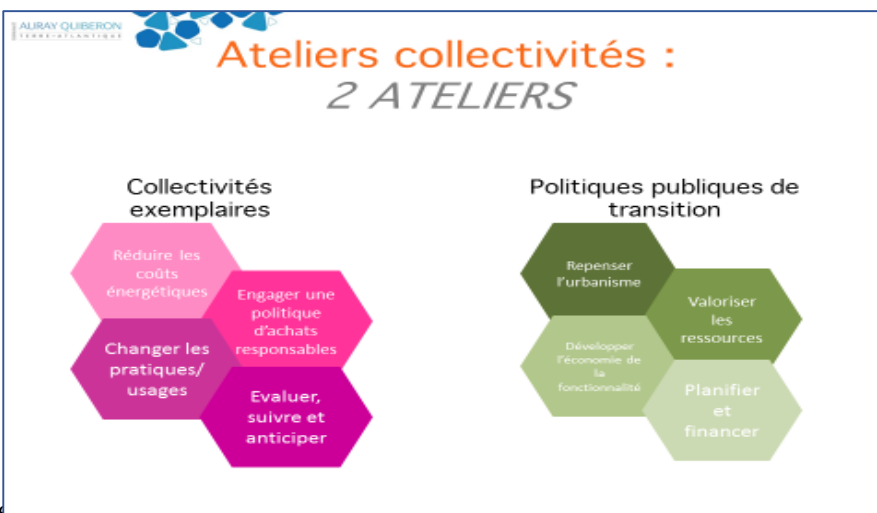 AURAY QUIBERON
TERRE-ATLANTIQUE
Ateliers collectivités :
2 ATELIERS
Collectivités
exemplaires
Réduire les
coûts
énergétiques
Engager une
politique
d'achats
responsables
Changer les
pratiques/
usages
Evaluer,
suivre et
anticiper
Politiques publiques de
transition
Repenser
l'urbanisme
Valoriser
les
ressources
Développer
l'économie de
la
fonctionnalité
Planifier
et
financer